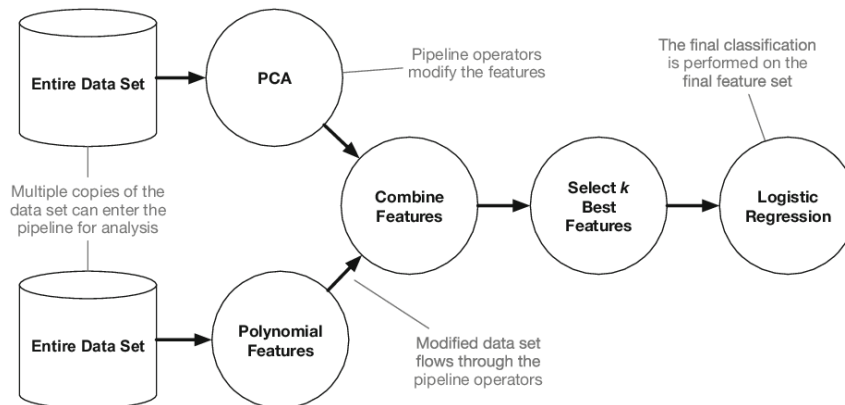 Entire Data Set
PCA
Pipeline operators
modify the features
The final classification
is performed on the
final feature set
Multiple copies of the
data set can enter the
pipeline for analysis
Combine
Features
Select k
Best
Features
Logistic
Regression
Entire Data Set
Polynomial
Features
Modified data set
flows through the
pipeline operators